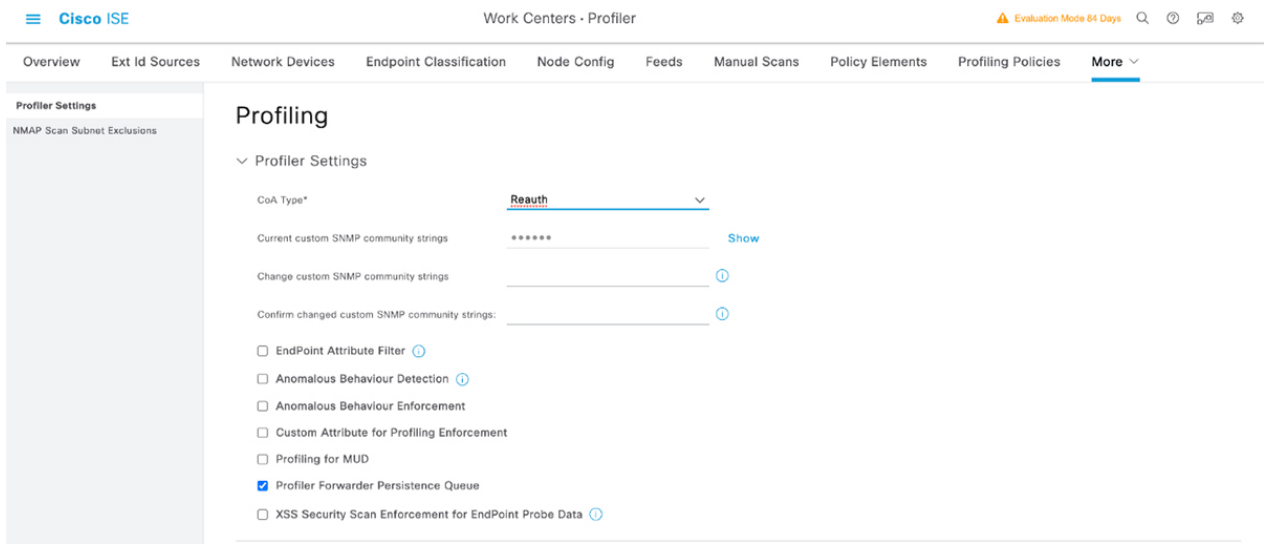 Cisco ISE
Work Centers · Profiler
Evaluation Mode 84 Days
Overview Ext Id Sources Network Devices Endpoint Classification Node Config Feeds Manual Scans Policy Elements Profiling Policies More
Profiler Settings
NMAP Scan Subnet Exclusions
Profiling
Profiler Settings
CoA Type* Reauth
Current custom SNMP community strings •••••• Show
Change custom SNMP community strings
Confirm changed custom SNMP community strings:
EndPoint Attribute Filter
Anomalous Behaviour Detection
Anomalous Behaviour Enforcement
Custom Attribute for Profiling Enforcement
Profiling for MUD
Profiler Forwarder Persistence Queue
XSS Security Scan Enforcement for EndPoint Probe Data